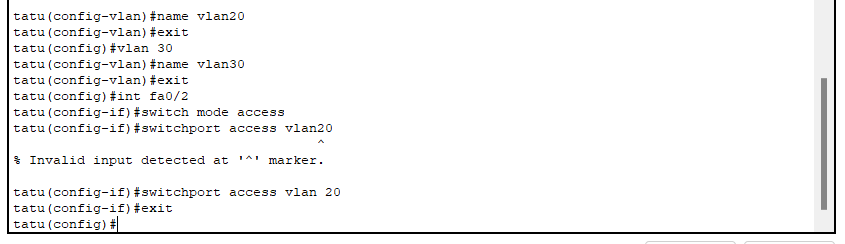 tatu(config-vlan)#name vlan20
tatu(config-vlan)#exit
tatu(config)#vlan 30
tatu(config-vlan)#name vlan30
tatu(config-vlan)#exit
tatu(config)#int fa0/2
tatu(config-if)#switch mode access
tatu(config-if)#switchport access vlan20
^
% Invalid input detected at '^' marker.
tatu(config-if)#switchport access vlan 20
tatu(config-if)#exit
tatu(config)#